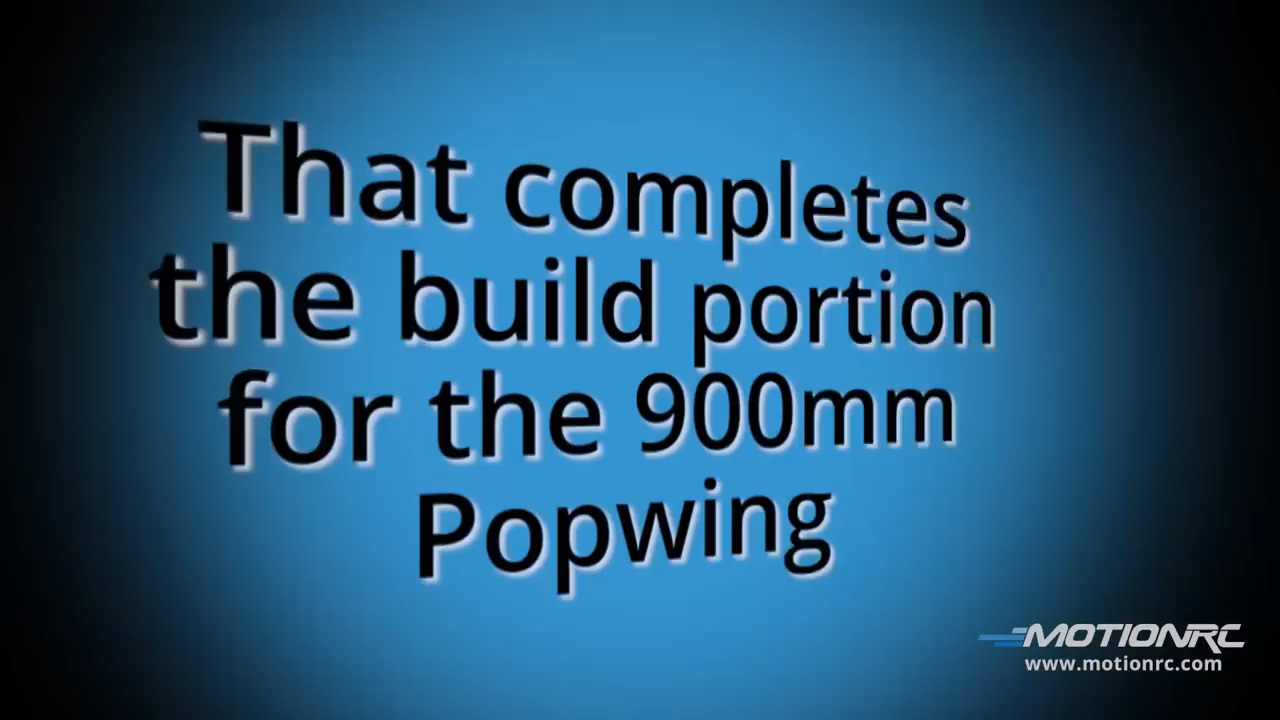 That completes
the build portion
for the 900mm
Popwing
MOTIONRC
www.motionrc.com